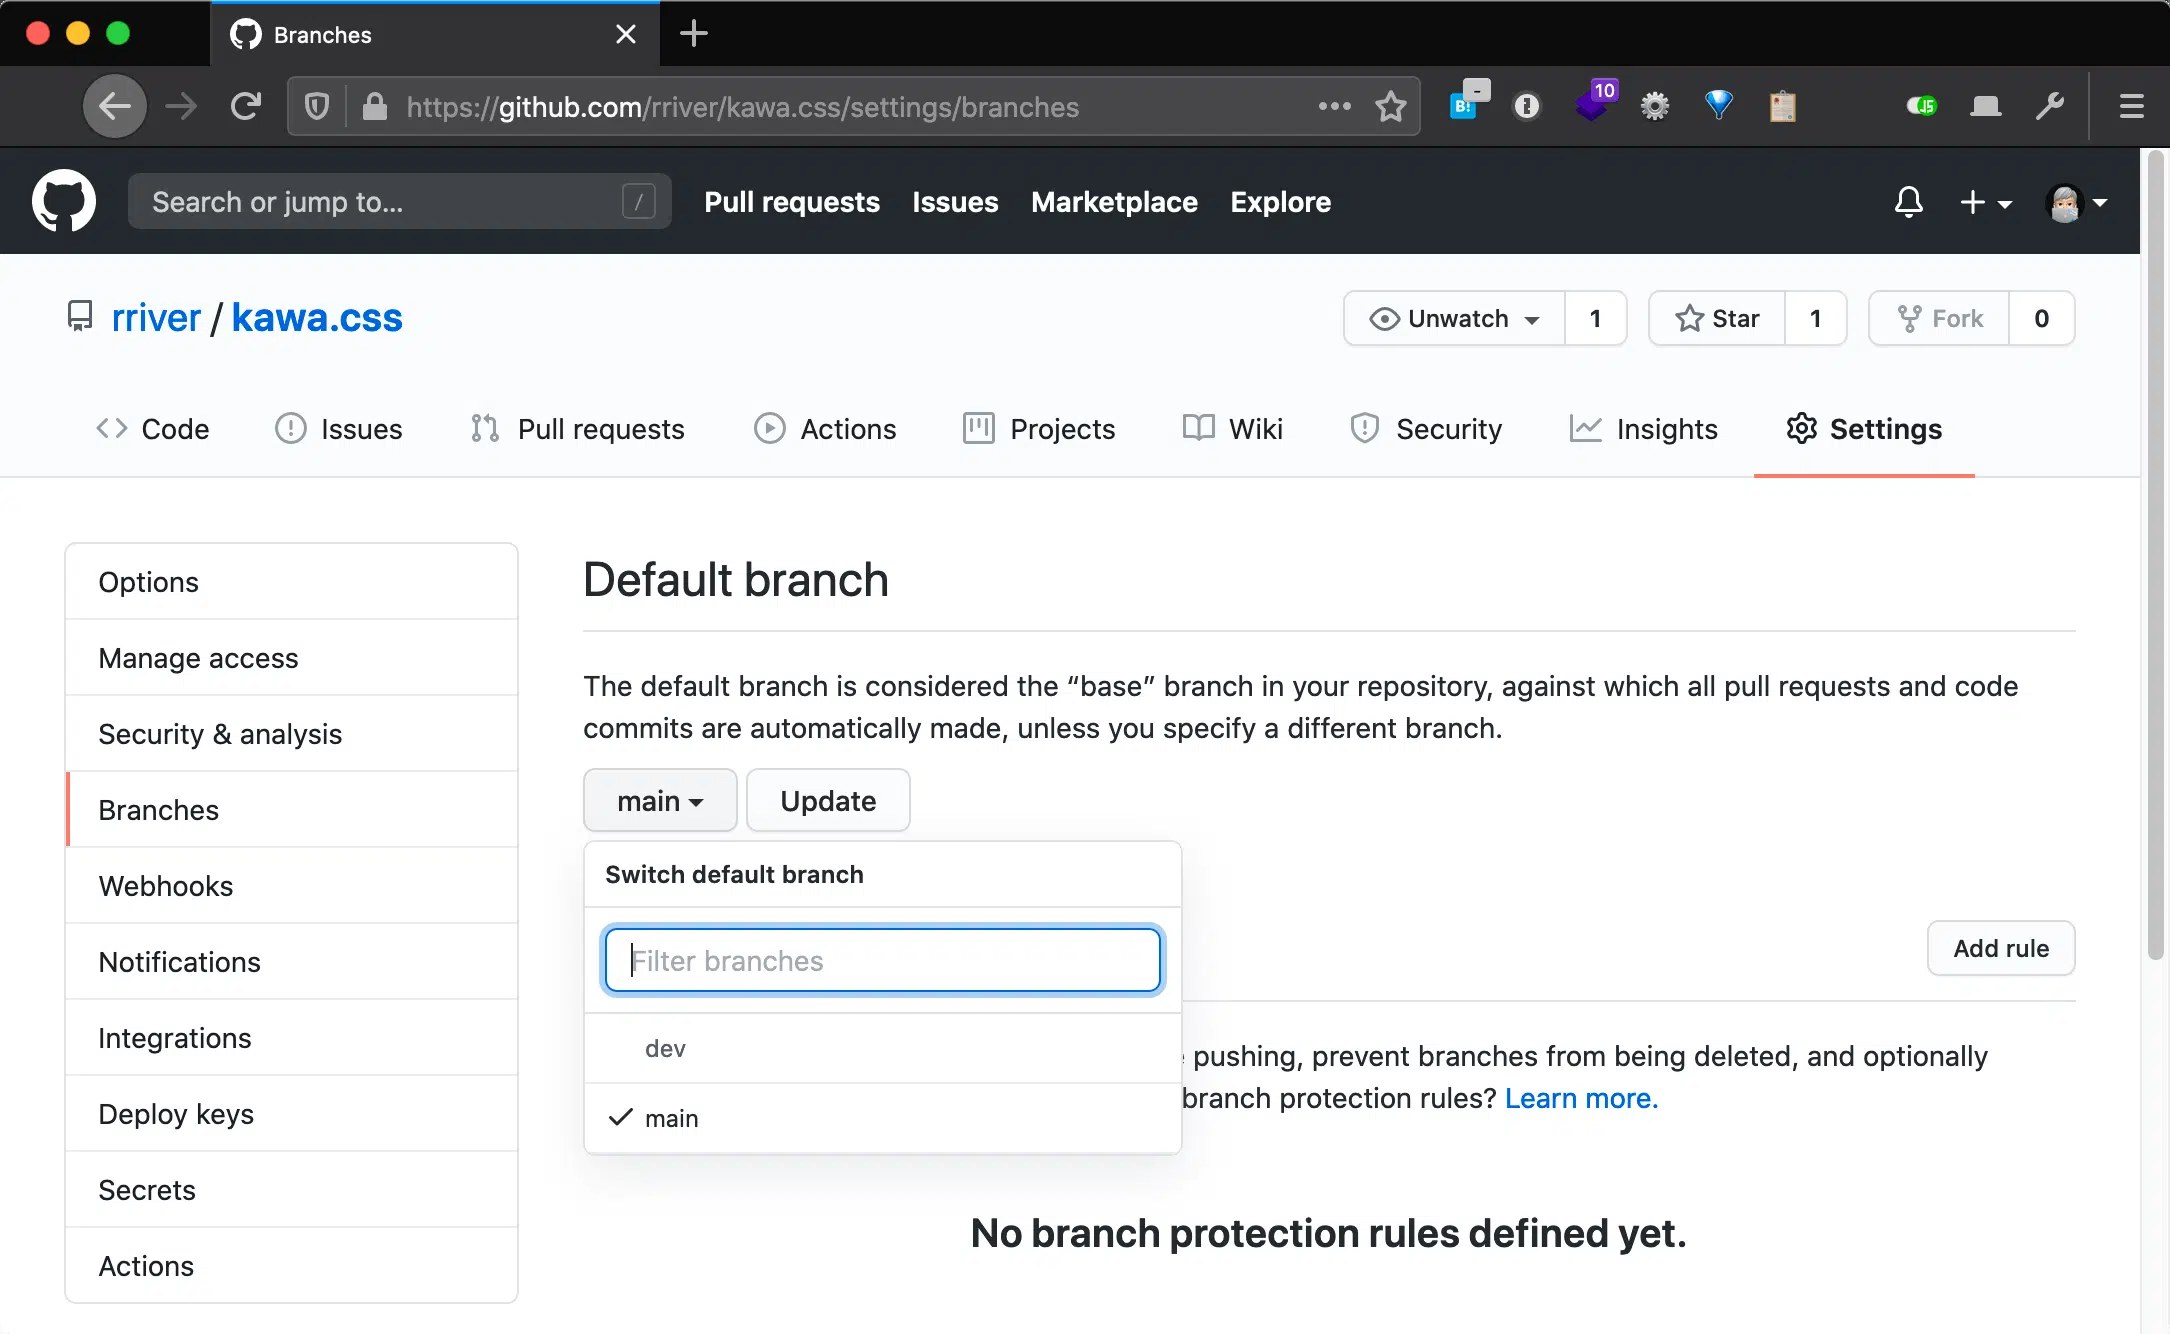 Branches
https://github.com/rriver/kawa.css/settings/branches
B!
-
10
JS
Search or jump to...
/
Pull requests
Issues
Marketplace
Explore
rriver / kawa.css
Unwatch
1
Star
1
Fork
0
Code
Issues
Pull requests
Actions
Projects
Wiki
Security
Insights
Settings
Options
Manage access
Security & analysis
Branches
Webhooks
Notifications
Integrations
Deploy keys
Secrets
Actions
Default branch
The default branch is considered the “base” branch in your repository, against which all pull requests and code
commits are automatically made, unless you specify a different branch.
main
Update
Switch default branch
Filter branches
dev
main
Add rule
pushing, prevent branches from being deleted, and optionally
branch protection rules? Learn more.
No branch protection rules defined yet.